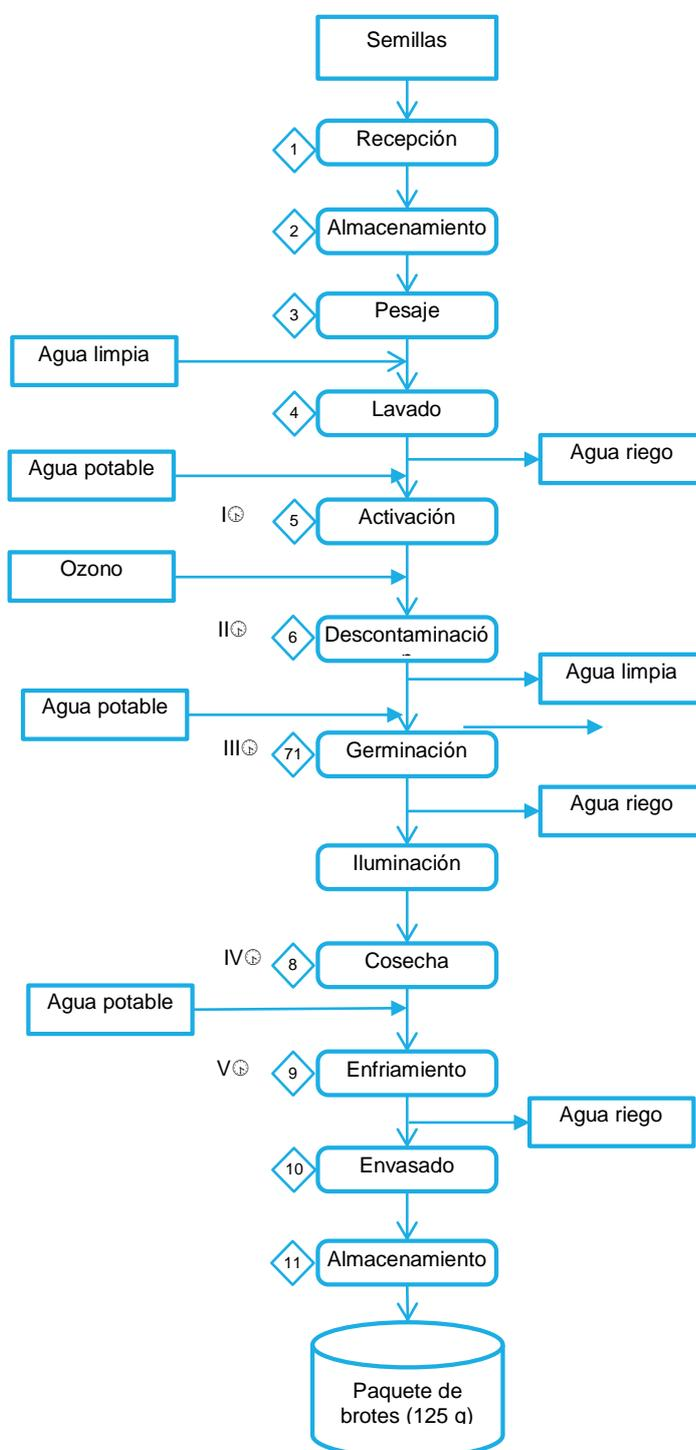 Semillas
1
Recepción
2
Almacenamiento
3
Pesaje
Agua limpia
4
Lavado
Agua riego
Agua potable
I
5
Activación
Ozono
II
6
Descontaminació
Agua limpia
Agua potable
III
71
Germinación
Agua riego
Iluminación
IV
8
Cosecha
Agua potable
V
9
Enfriamiento
Agua riego
10
Envasado
11
Almacenamiento
Paquete de
brotes (125 g)